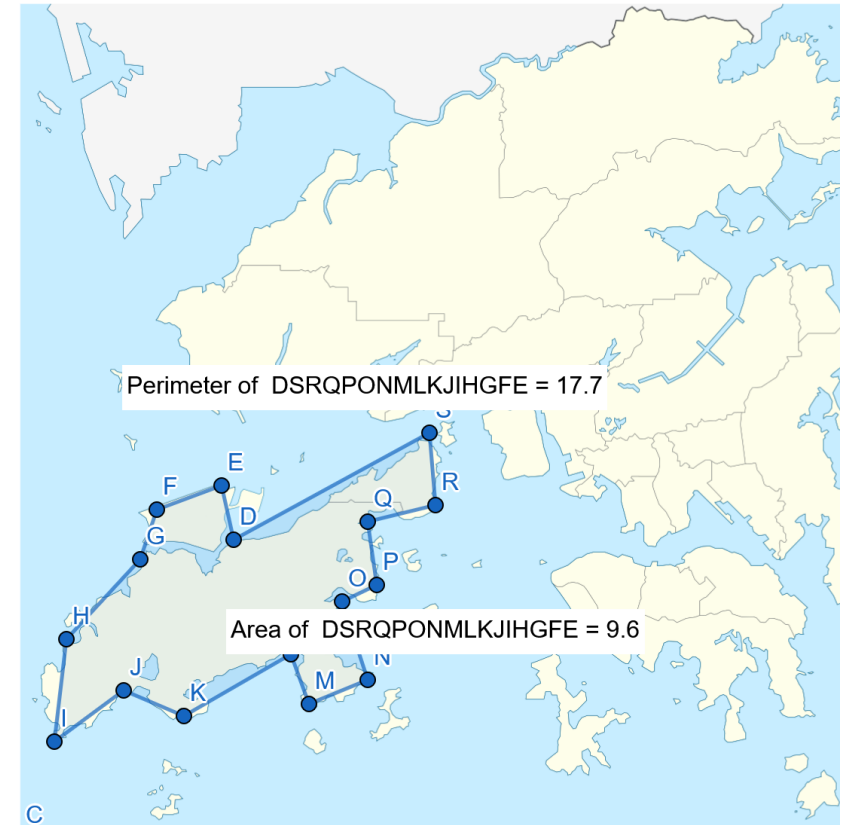 Perimeter of DSRQPONMLKJIHGFE = 17.7
S
E
F
R
Q
D
G
P
O
H
Area of DSRQPONMLKJIHGFE = 9.6
N
J
M
K
I
C